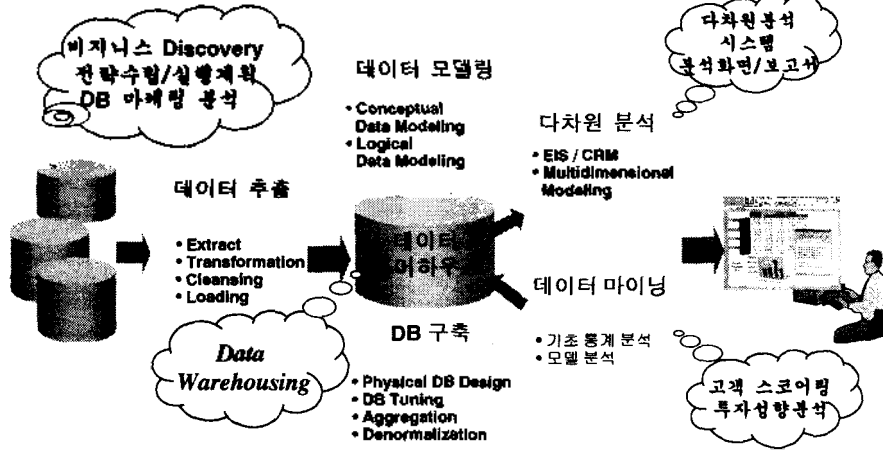 비지니스 Discovery
전략수립/실행계획
DB 마케팅 분석
다차원분석
시스템
분석화면/보고서
데이터 모델링
• Conceptual
Data Modeling
• Logical
Data Modeling
다차원 분석
• EIS / CRM
• Multidimensional
Modeling
데이터 추출
• Extract
• Transformation
• Cleansing
• Loading
데이터
어하우
데이터 마이닝
• 기초 통계 분석
• 모델 분석
DB 구축
• Physical DB Design
• DB Tuning
• Aggregation
• Denormalization
Data
Warehousing
고객 스코어링
투자성향분석